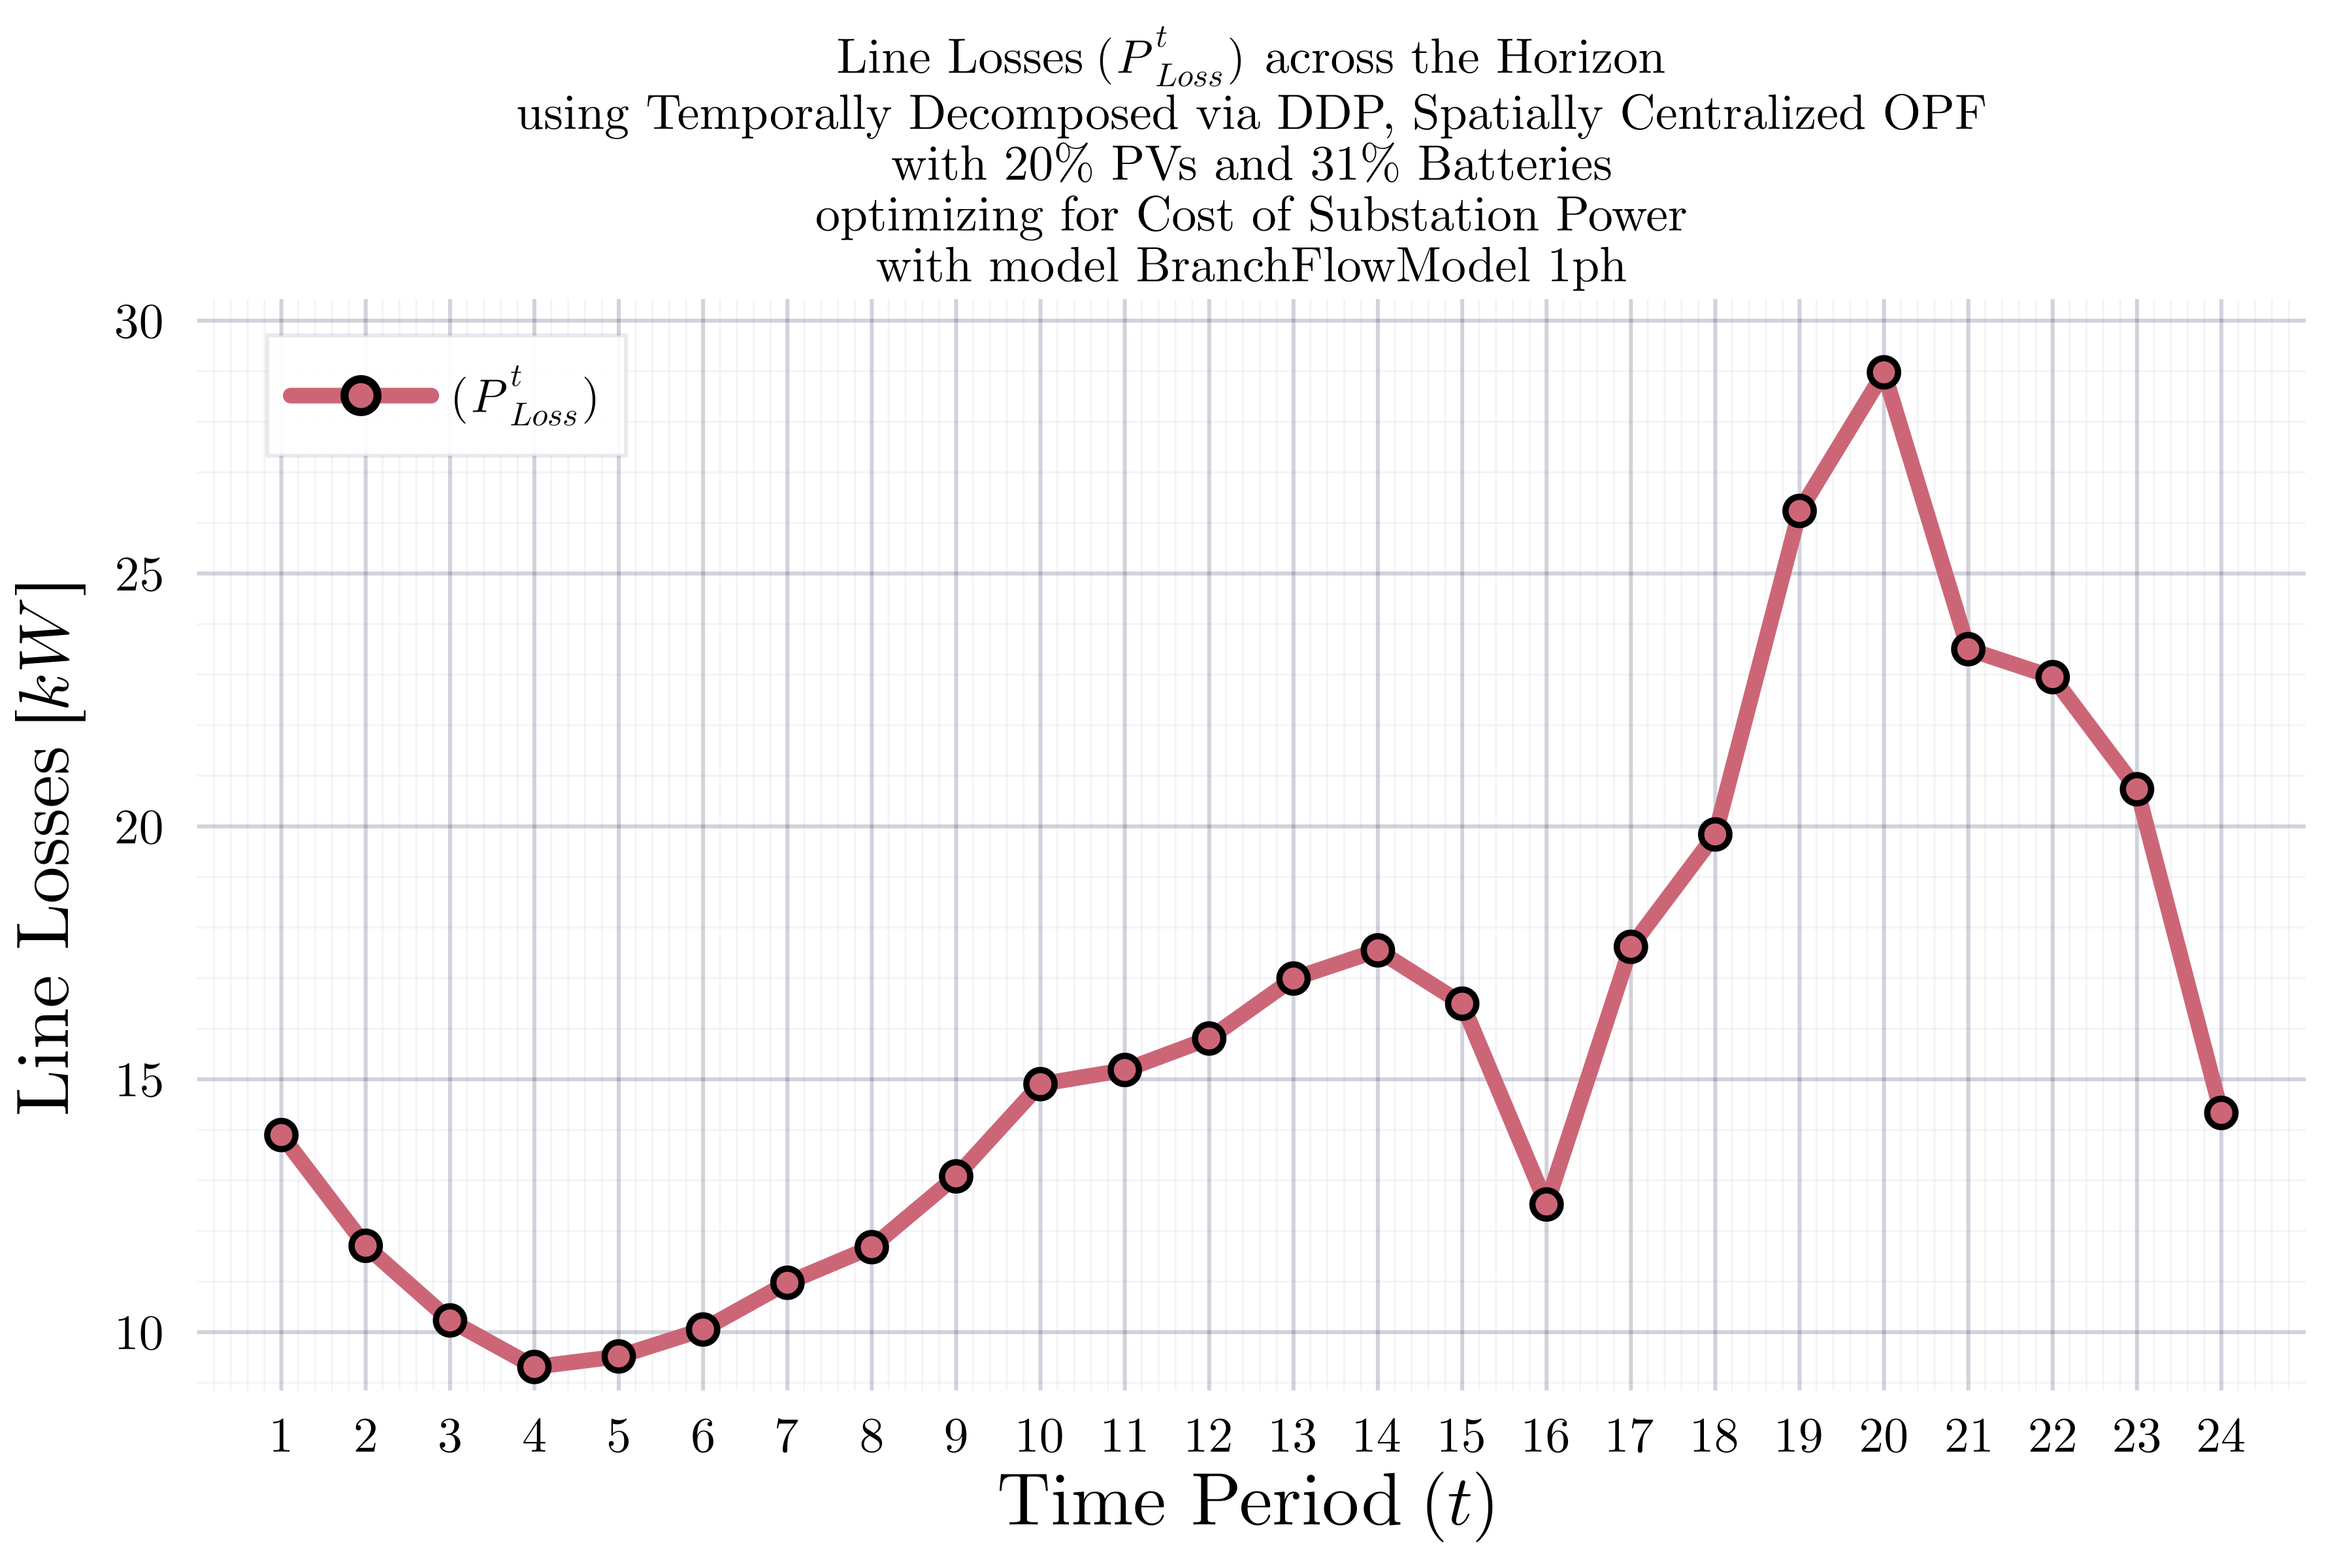 Line Losses (P^t_Loss) across the Horizon
using Temporally Decomposed via DDP, Spatially Centralized OPF
with 20% PVs and 31% Batteries
optimizing for Cost of Substation Power
with model BranchFlowModel 1ph
30
25
20
15
10
Line Losses [kW]
(P^t_Loss)
1 2 3 4 5 6 7 8 9 10 11 12 13 14 15 16 17 18 19 20 21 22 23 24
Time Period (t)